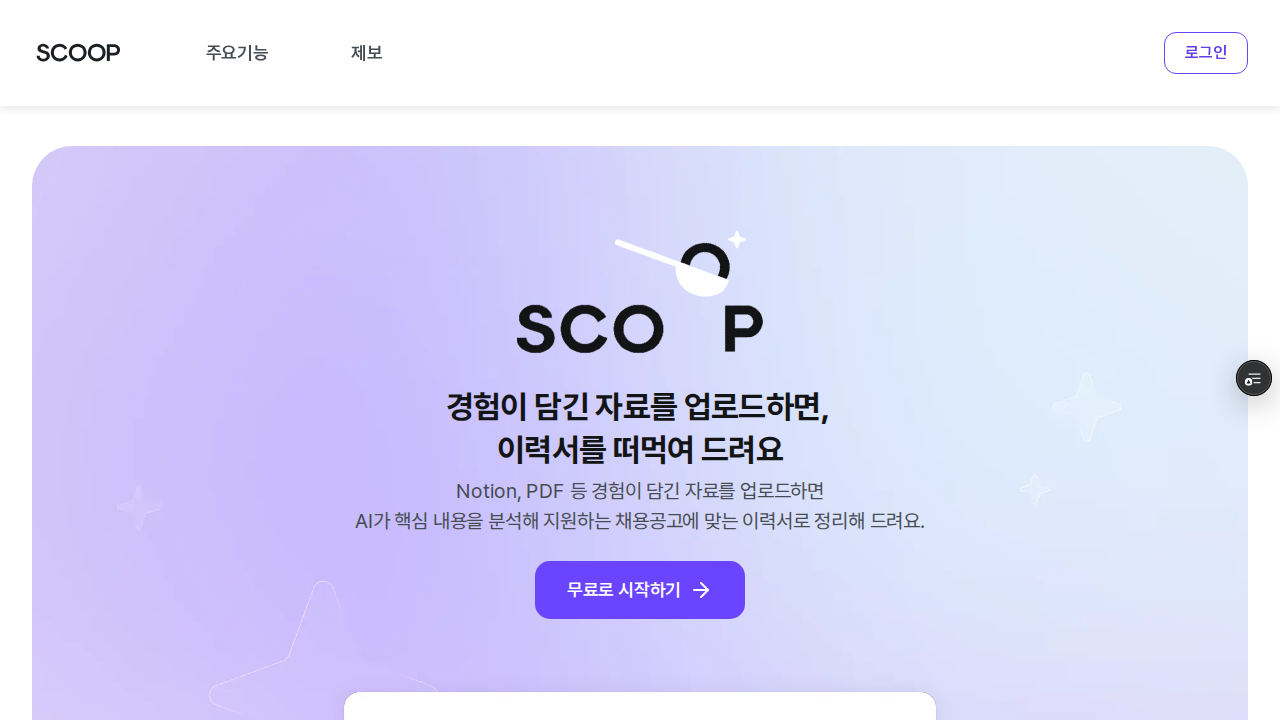 SCOOP
주요기능
제보
로그인
SCOOP
경험이 담긴 자료를 업로드하면,
이력서를 떠먹여 드려요
Notion, PDF 등 경험이 담긴 자료를 업로드하면
AI가 핵심 내용을 분석해 지원하는 채용공고에 맞는 이력서로 정리해 드려요.
무료로 시작하기